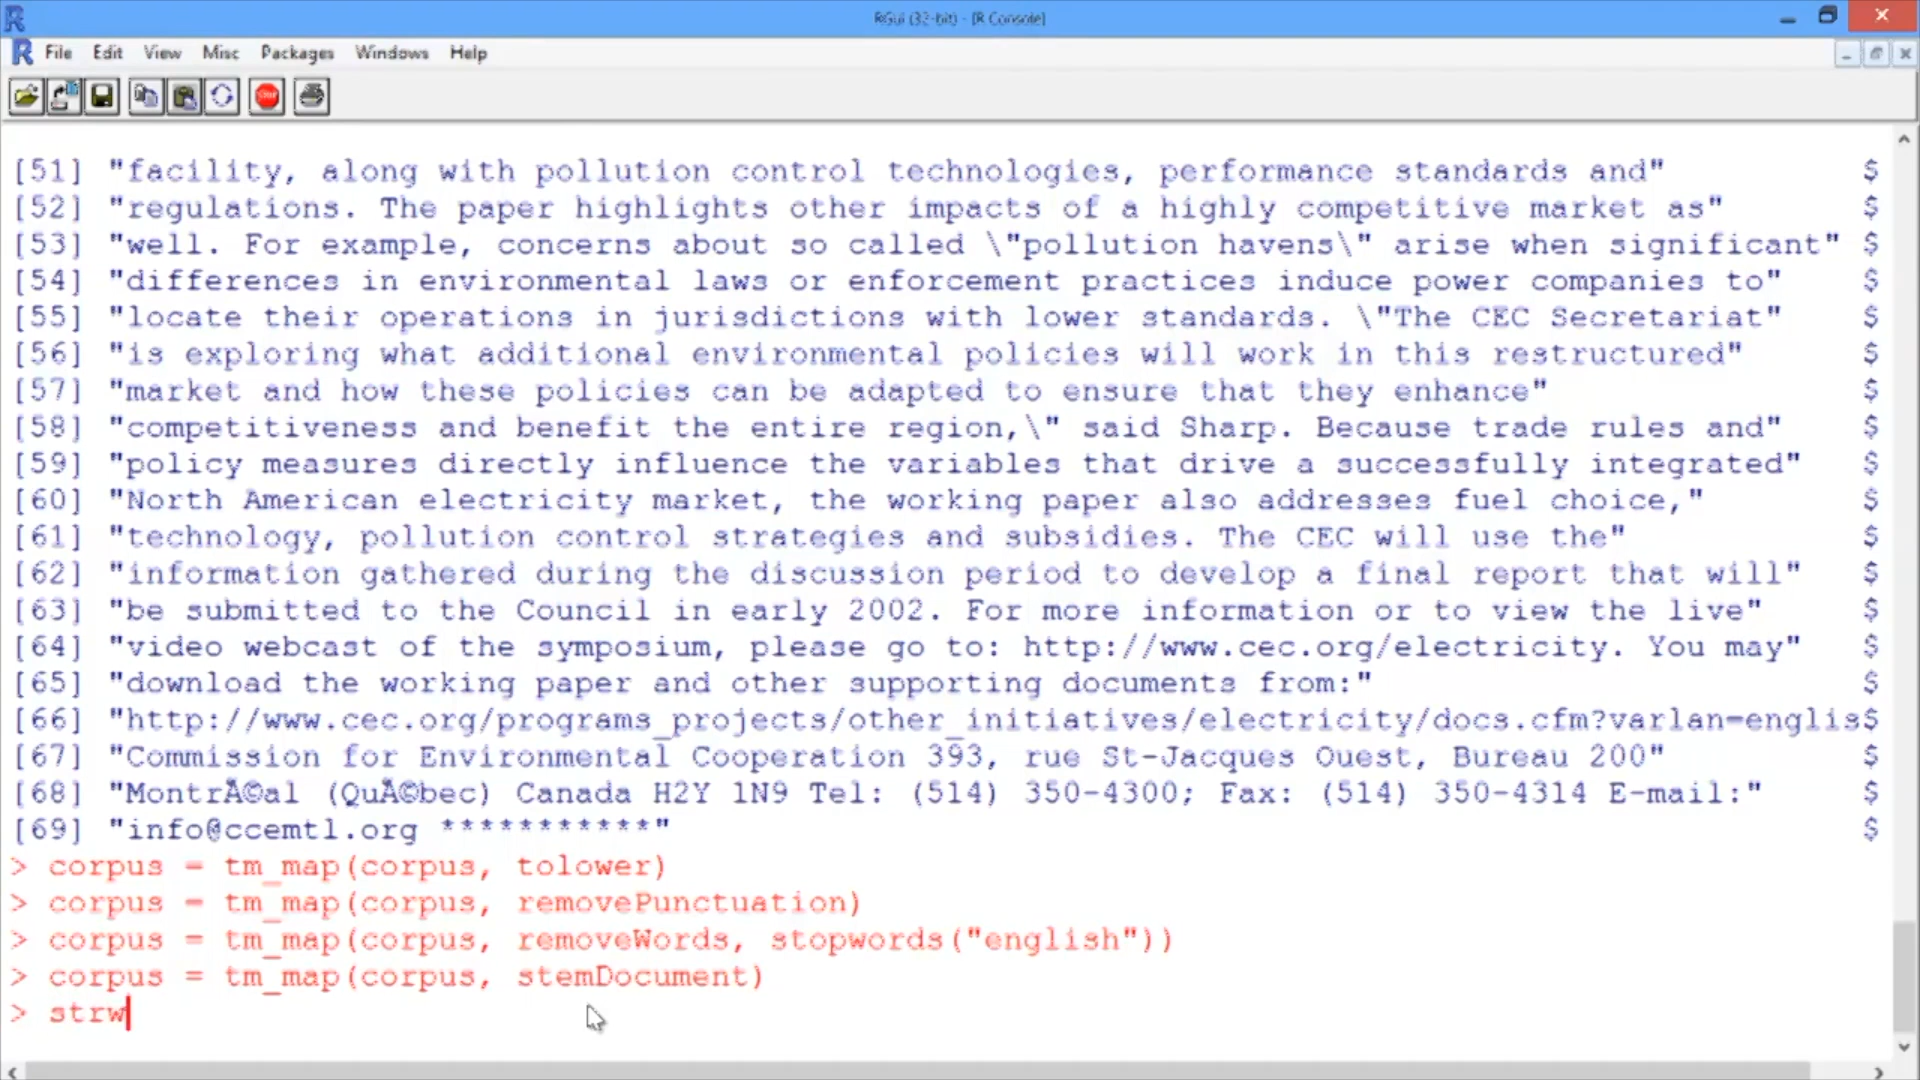 RGui (32-bit) - [R Console]
File Edit View Misc Packages Windows Help
STOP
[51] "facility, along with pollution control technologies, performance standards and" $
[52] "regulations. The paper highlights other impacts of a highly competitive market as" $
[53] "well. For example, concerns about so called \"pollution havens\" arise when significant" $
[54] "differences in environmental laws or enforcement practices induce power companies to" $
[55] "locate their operations in jurisdictions with lower standards. \"The CEC Secretariat" $
[56] "is exploring what additional environmental policies will work in this restructured" $
[57] "market and how these policies can be adapted to ensure that they enhance" $
[58] "competitiveness and benefit the entire region,\" said Sharp. Because trade rules and" $
[59] "policy measures directly influence the variables that drive a successfully integrated" $
[60] "North American electricity market, the working paper also addresses fuel choice," $
[61] "technology, pollution control strategies and subsidies. The CEC will use the" $
[62] "information gathered during the discussion period to develop a final report that will" $
[63] "be submitted to the Council in early 2002. For more information or to view the live" $
[64] "video webcast of the symposium, please go to: http://www.cec.org/electricity. You may" $
[65] "download the working paper and other supporting documents from:" $
[66] "http://www.cec.org/programs_projects/other_initiatives/electricity/docs.cfm?varlan=englis$
[67] "Commission for Environmental Cooperation 393, rue St-Jacques Ouest, Bureau 200" $
[68] "MontrÃ©al (QuÃ©bec) Canada H2Y 1N9 Tel: (514) 350-4300; Fax: (514) 350-4314 E-mail:" $
[69] "info@ccemtl.org ***********" $
> corpus = tm_map(corpus, tolower)
> corpus = tm_map(corpus, removePunctuation)
> corpus = tm_map(corpus, removeWords, stopwords("english"))
> corpus = tm_map(corpus, stemDocument)
> strw